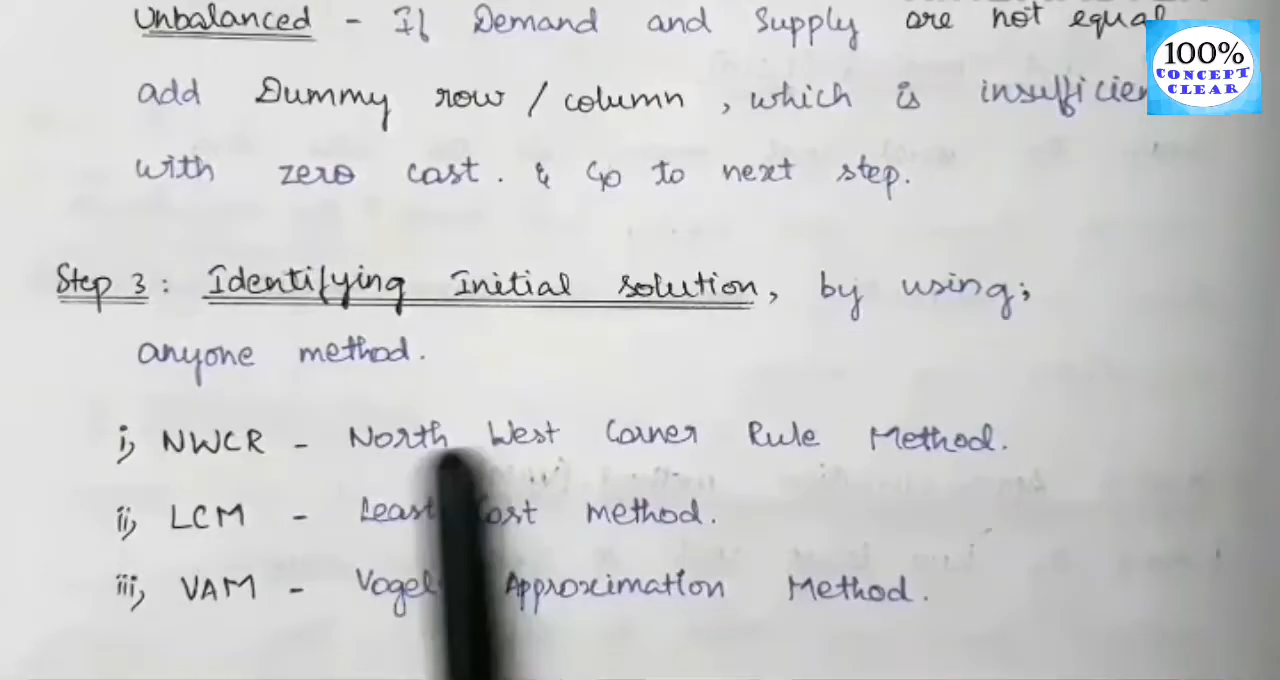 Unbalanced - If Demand and Supply are not equal
add Dummy row / column , which is
with zero cast . & Go to next step.
Step 3 : Identifying Initial solution, by using;
anyone method.
i, NWCR - North West Corner Rule Method.
ii, LCM - Least Cost method.
iii, VAM - Vogel Approximation Method.
100%
CONCEPT
CLEAR